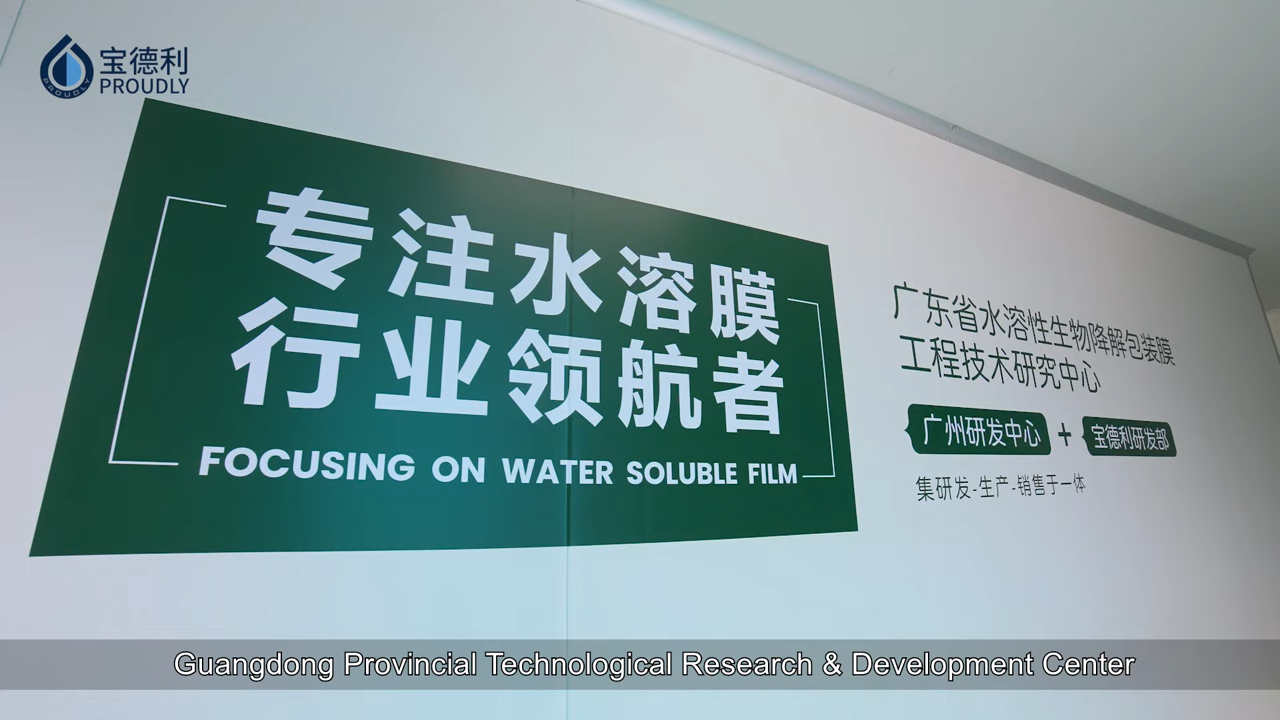 宝德利
PROUDLY
PROUDLY
专注水溶膜
行业领航者
FOCUSING ON WATER SOLUBLE FILM
广东省水溶性生物降解包装膜
工程技术研究中心
广州研发中心 + 宝德利研发部
集研发-生产-销售于一体
Guangdong Provincial Technological Research & Development Center